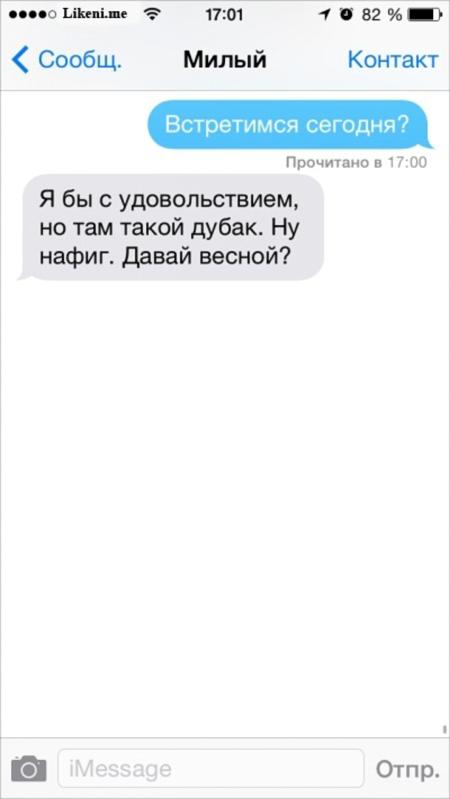 Likeni.me 17:01 82 %
Сообщ. Милый Контакт
Встретимся сегодня?
Прочитано в 17:00
Я бы с удовольствием,
но там такой дубак. Ну
нафиг. Давай весной?
iMessage Отпр.